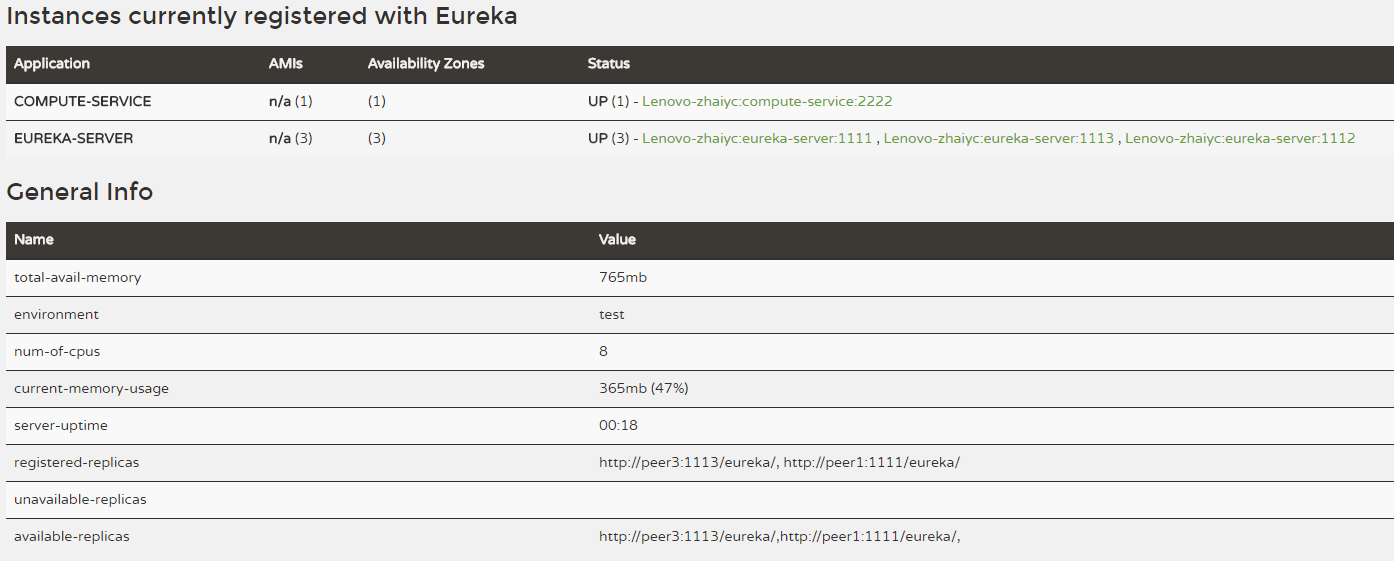 Instances currently registered with Eureka
Application AMIs Availability Zones Status
COMPUTE-SERVICE n/a (1) (1) UP (1) - Lenovo-zhaiyc:compute-service:2222
EUREKA-SERVER n/a (3) (3) UP (3) - Lenovo-zhaiyc:eureka-server:1111 , Lenovo-zhaiyc:eureka-server:1113 , Lenovo-zhaiyc:eureka-server:1112
General Info
Name Value
total-avail-memory 765mb
environment test
num-of-cpus 8
current-memory-usage 365mb (47%)
server-uptime 00:18
registered-replicas http://peer3:1113/eureka/, http://peer1:1111/eureka/
unavailable-replicas
available-replicas http://peer3:1113/eureka/,http://peer1:1111/eureka/,